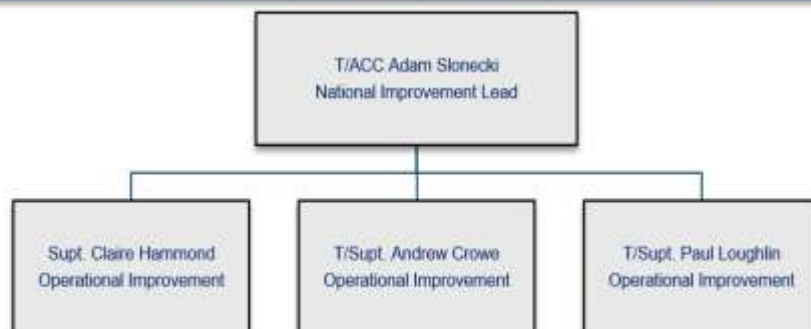 T/ACC Adam Slonecki
National Improvement Lead
Supt. Claire Hammond
Operational Improvement
T/Supt. Andrew Crowe
Operational Improvement
T/Supt. Paul Loughlin
Operational Improvement